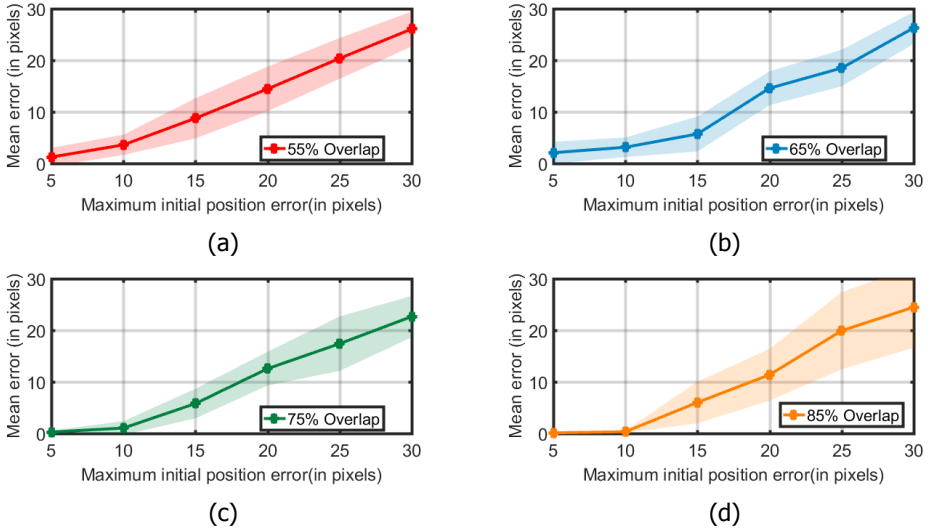 Mean error (in pixels)
30
20
10
0
55% Overlap
5 10 15 20 25 30
Maximum initial position error(in pixels)
(a)
Mean error (in pixels)
30
20
10
0
65% Overlap
5 10 15 20 25 30
Maximum initial position error(in pixels)
(b)
Mean error (in pixels)
30
20
10
0
75% Overlap
5 10 15 20 25 30
Maximum initial position error(in pixels)
(c)
Mean error (in pixels)
30
20
10
0
85% Overlap
5 10 15 20 25 30
Maximum initial position error(in pixels)
(d)